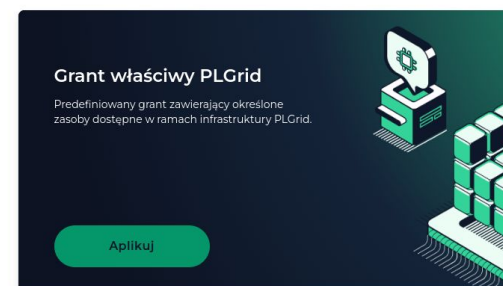 Grant właściwy PLGrid
Predefiniowany grant zawierający określone
zasoby dostępne w ramach infrastruktury PLGrid.
Aplikuj